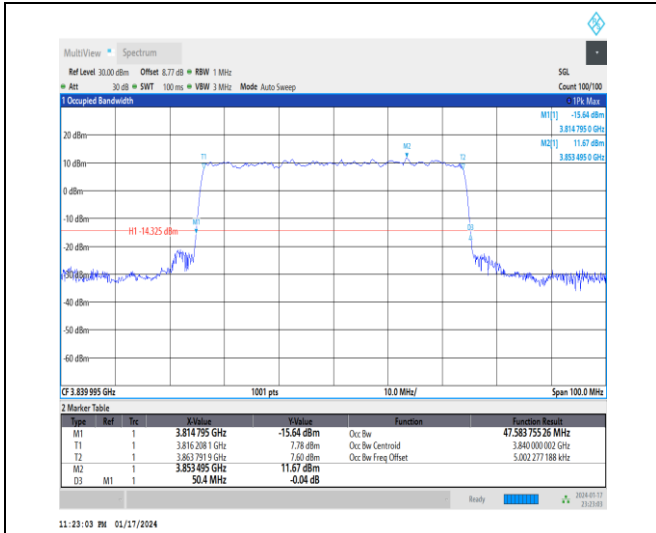 MultiView Spectrum
Ref Level 30.00 dBm Offset 8.77 dB RBW 1 MHz SGL
Att 30 dB SWT 100 ms VBW 3 MHz Mode Auto Sweep Count 100/100
1 Occupied Bandwidth 1Pk Max
M1[1] -15.64 dBm
3.814 795 0 GHz
M2[1] 11.67 dBm
3.853 495 0 GHz
20 dBm
M2
T1 T2
10 dBm
0 dBm
-10 dBm
M1
D3
H1 -14.325 dBm
-20 dBm
-30 dBm
-40 dBm
-50 dBm
-60 dBm
CF 3.839 995 GHz 1001 pts 10.0 MHz/ Span 100.0 MHz
2 Marker Table
Type Ref Trc X-Value Y-Value Function Function Result
M1 1 3.814 795 GHz -15.64 dBm Occ Bw 47.583 755 26 MHz
T1 1 3.816 208 1 GHz 7.78 dBm Occ Bw Centroid 3.840 000 002 GHz
T2 1 3.863 791 9 GHz 7.60 dBm Occ Bw Freq Offset 5.002 277 188 kHz
M2 1 3.853 495 GHz 11.67 dBm
D3 M1 1 50.4 MHz -0.04 dB
Ready 2024-01-17
23:23:03
11:23:03 PM 01/17/2024